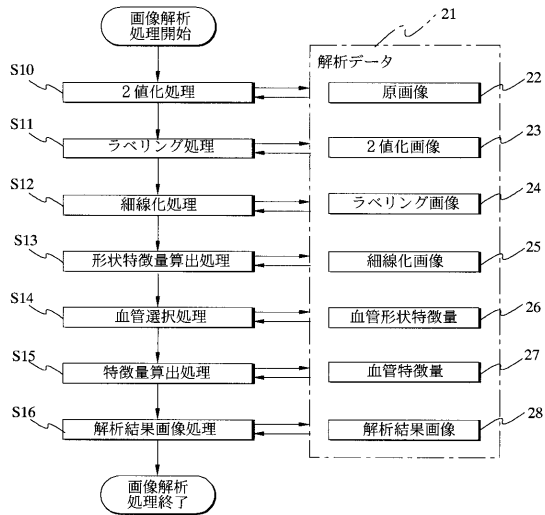 画像解析
処理開始
21
解析データ
S10
2値化処理
原画像
22
S11
ラベリング処理
2値化画像
23
S12
細線化処理
ラベリング画像
24
S13
形状特徴量算出処理
細線化画像
25
S14
血管選択処理
血管形状特徴量
26
S15
特徴量算出処理
血管特徴量
27
S16
解析結果画像処理
解析結果画像
28
画像解析
処理終了